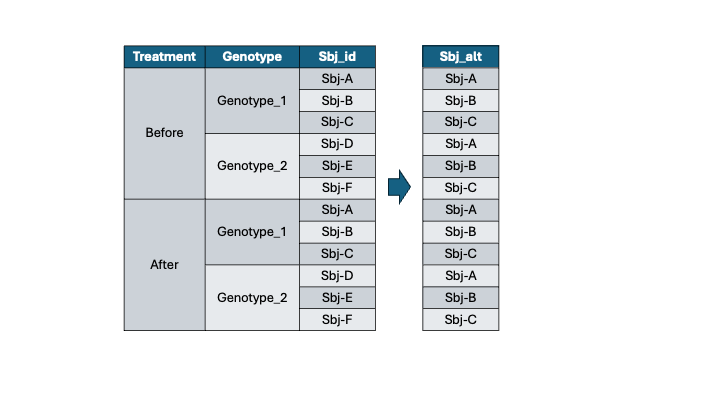 Treatment Genotype Sbj_id Sbj_alt
Sbj-A Sbj-A
Genotype_1 Sbj-B Sbj-B
Sbj-C Sbj-C
Before
Sbj-D Sbj-A
Genotype_2 Sbj-E Sbj-B
Sbj-F Sbj-C
Sbj-A Sbj-A
Genotype_1 Sbj-B Sbj-B
Sbj-C Sbj-C
After
Sbj-D Sbj-A
Genotype_2 Sbj-E Sbj-B
Sbj-F Sbj-C